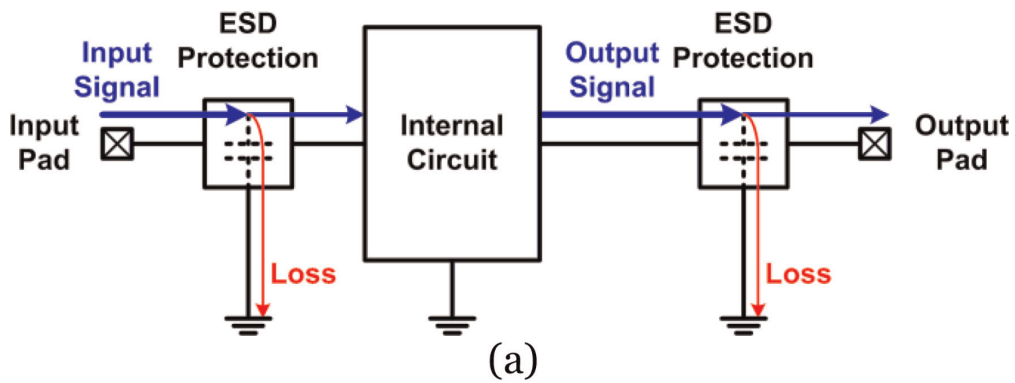 ESD
Protection
Input
Signal
Input
Pad
Loss
Internal
Circuit
Output
Signal
ESD
Protection
Loss
Output
Pad
(a)